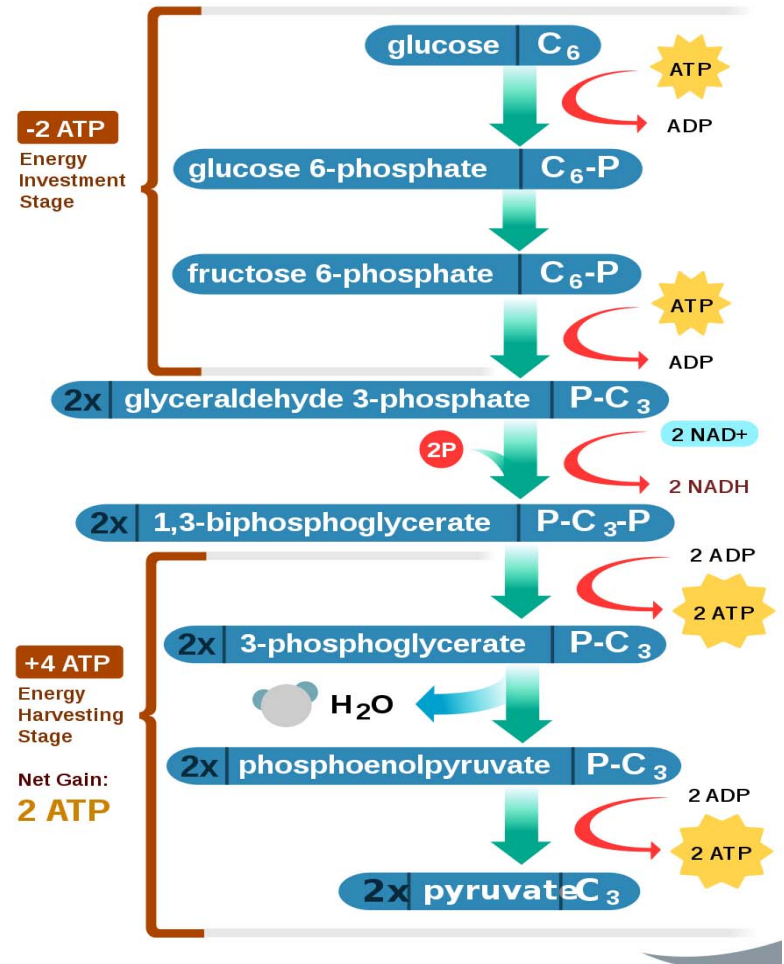 glucose C6
ATP
ADP
-2 ATP
Energy
Investment
Stage
glucose 6-phosphate C6-P
fructose 6-phosphate C6-P
ATP
ADP
2x glyceraldehyde 3-phosphate P-C3
2P
2 NAD+
2 NADH
2x 1,3-biphosphoglycerate P-C3-P
2 ADP
2 ATP
2x 3-phosphoglycerate P-C3
+4 ATP
Energy
Harvesting
Stage
H2O
Net Gain:
2 ATP
2x phosphoenolpyruvate P-C3
2 ADP
2 ATP
2x pyruvate C3